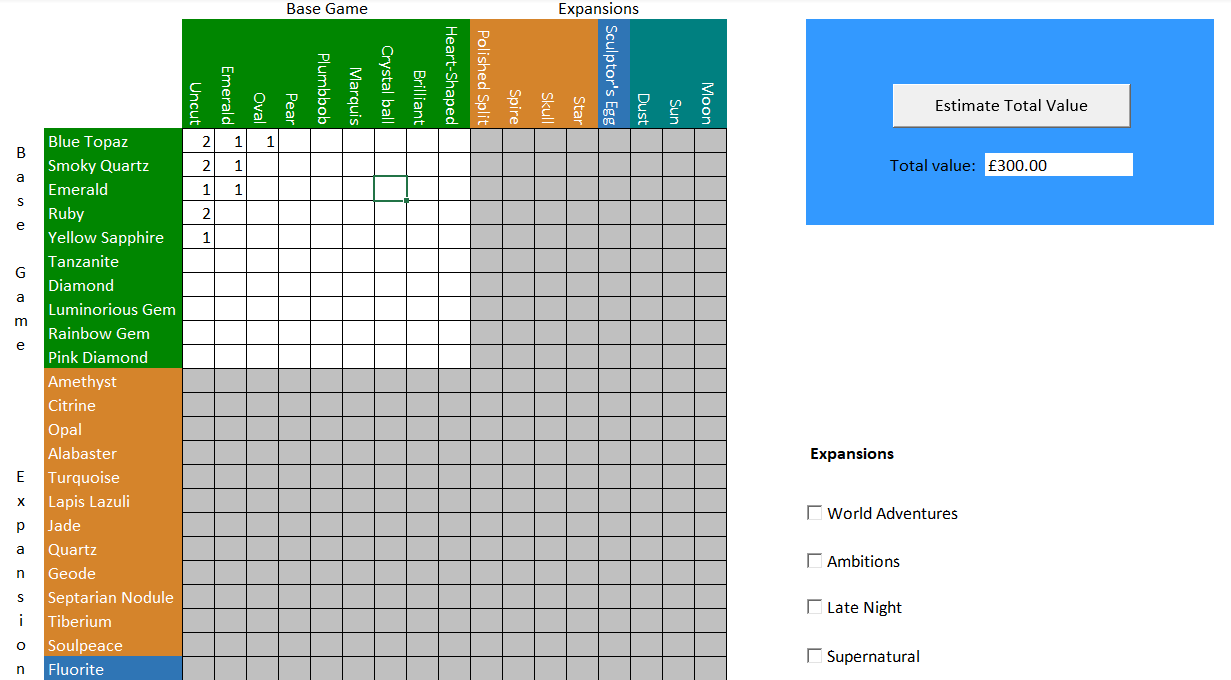 Base Game Expansions
Uncut Emerald Oval Pear Plumbbob Marquis Crystal ball Brilliant Heart-Shaped Polished Split Spire Skull Star Sculptor's Egg Dust Sun Moon
Base Game
Blue Topaz 2 1 1
Smoky Quartz 2 1
Emerald 1 1
Ruby 2
Yellow Sapphire 1
Tanzanite
Diamond
Luminorious Gem
Rainbow Gem
Pink Diamond
Expansion
Amethyst
Citrine
Opal
Alabaster
Turquoise
Lapis Lazuli
Jade
Quartz
Geode
Septarian Nodule
Tiberium
Soulpeace
Fluorite
Estimate Total Value
Total value: £300.00
Expansions
World Adventures
Ambitions
Late Night
Supernatural